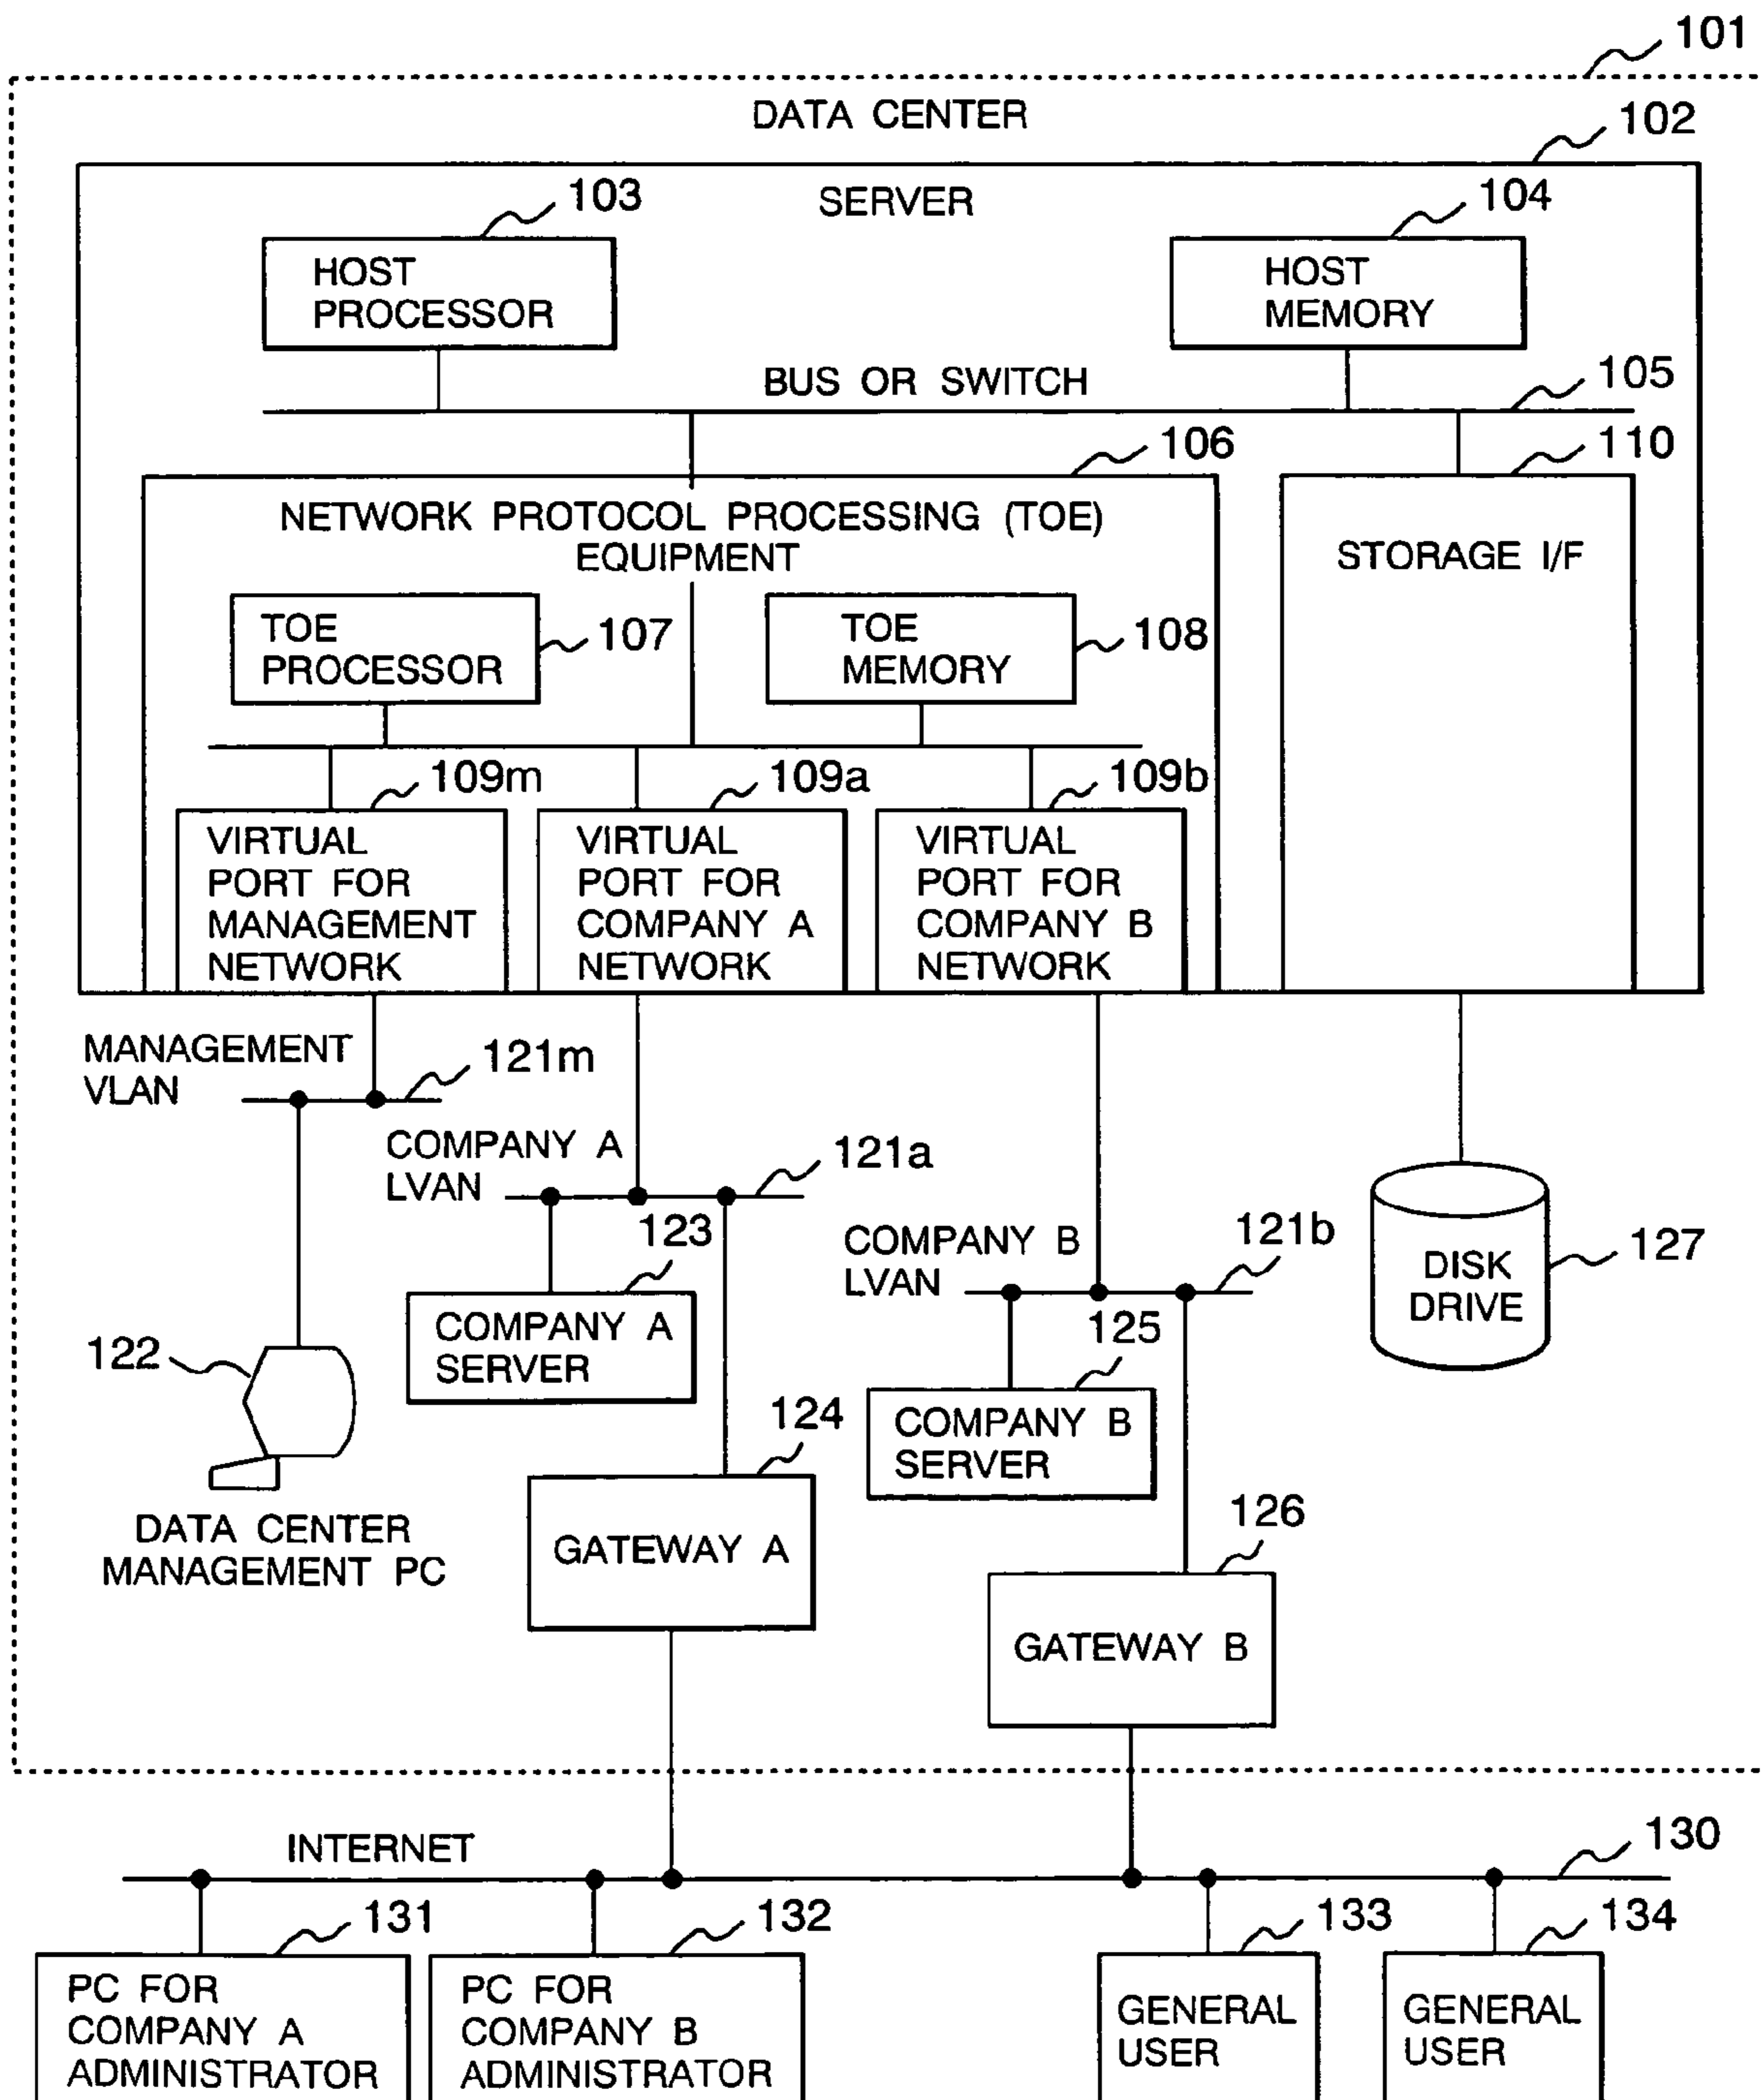 101
DATA CENTER
102
SERVER
103
104
HOST
PROCESSOR
HOST
MEMORY
BUS OR SWITCH
105
106
110
NETWORK PROTOCOL PROCESSING (TOE)
EQUIPMENT
STORAGE I/F
TOE
PROCESSOR
107
TOE
MEMORY
108
109m
109a
109b
VIRTUAL
PORT FOR
MANAGEMENT
NETWORK
VIRTUAL
PORT FOR
COMPANY A
NETWORK
VIRTUAL
PORT FOR
COMPANY B
NETWORK
MANAGEMENT
VLAN
121m
COMPANY A
LVAN
121a
123
COMPANY B
LVAN
121b
DISK
DRIVE
127
COMPANY A
SERVER
122
125
COMPANY B
SERVER
124
GATEWAY A
DATA CENTER
MANAGEMENT PC
126
GATEWAY B
INTERNET
130
131
132
133
134
PC FOR
COMPANY A
ADMINISTRATOR
PC FOR
COMPANY B
ADMINISTRATOR
GENERAL
USER
GENERAL
USER